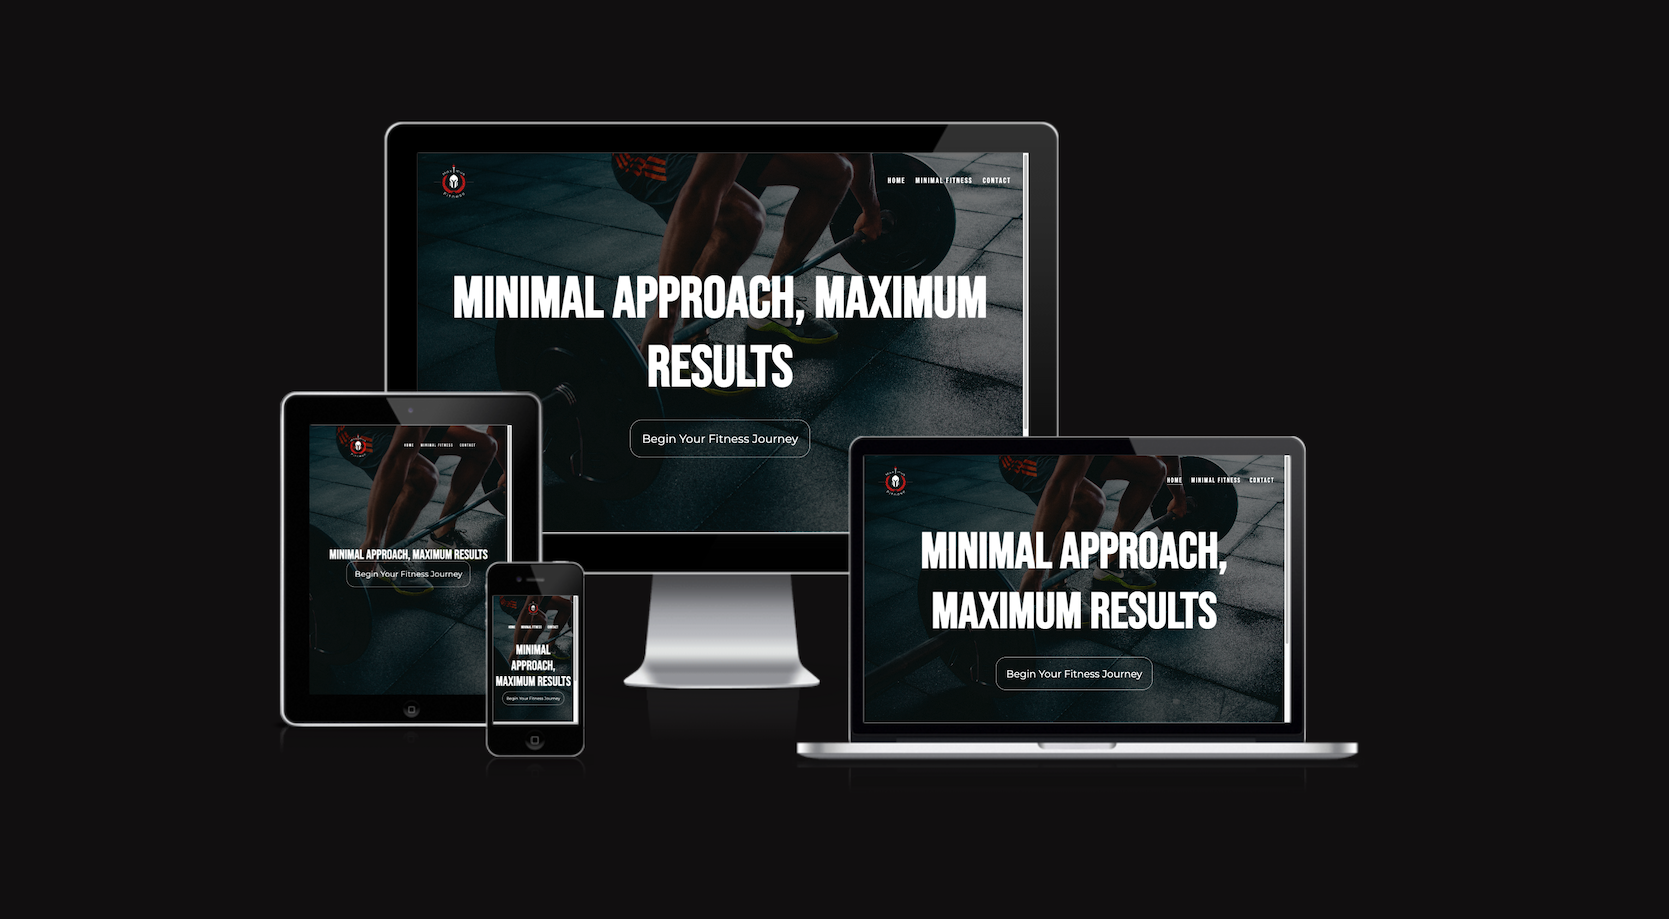 HOME MINIMAL FITNESS CONTACT
MINIMAL APPROACH, MAXIMUM
RESULTS
Begin Your Fitness Journey
HOME MINIMAL FITNESS CONTACT
MINIMAL APPROACH, MAXIMUM RESULTS
Begin Your Fitness Journey
HOME MINIMAL FITNESS CONTACT
MINIMAL
APPROACH,
MAXIMUM RESULTS
Begin Your Fitness Journey
HOME MINIMAL FITNESS CONTACT
MINIMAL APPROACH,
MAXIMUM RESULTS
Begin Your Fitness Journey